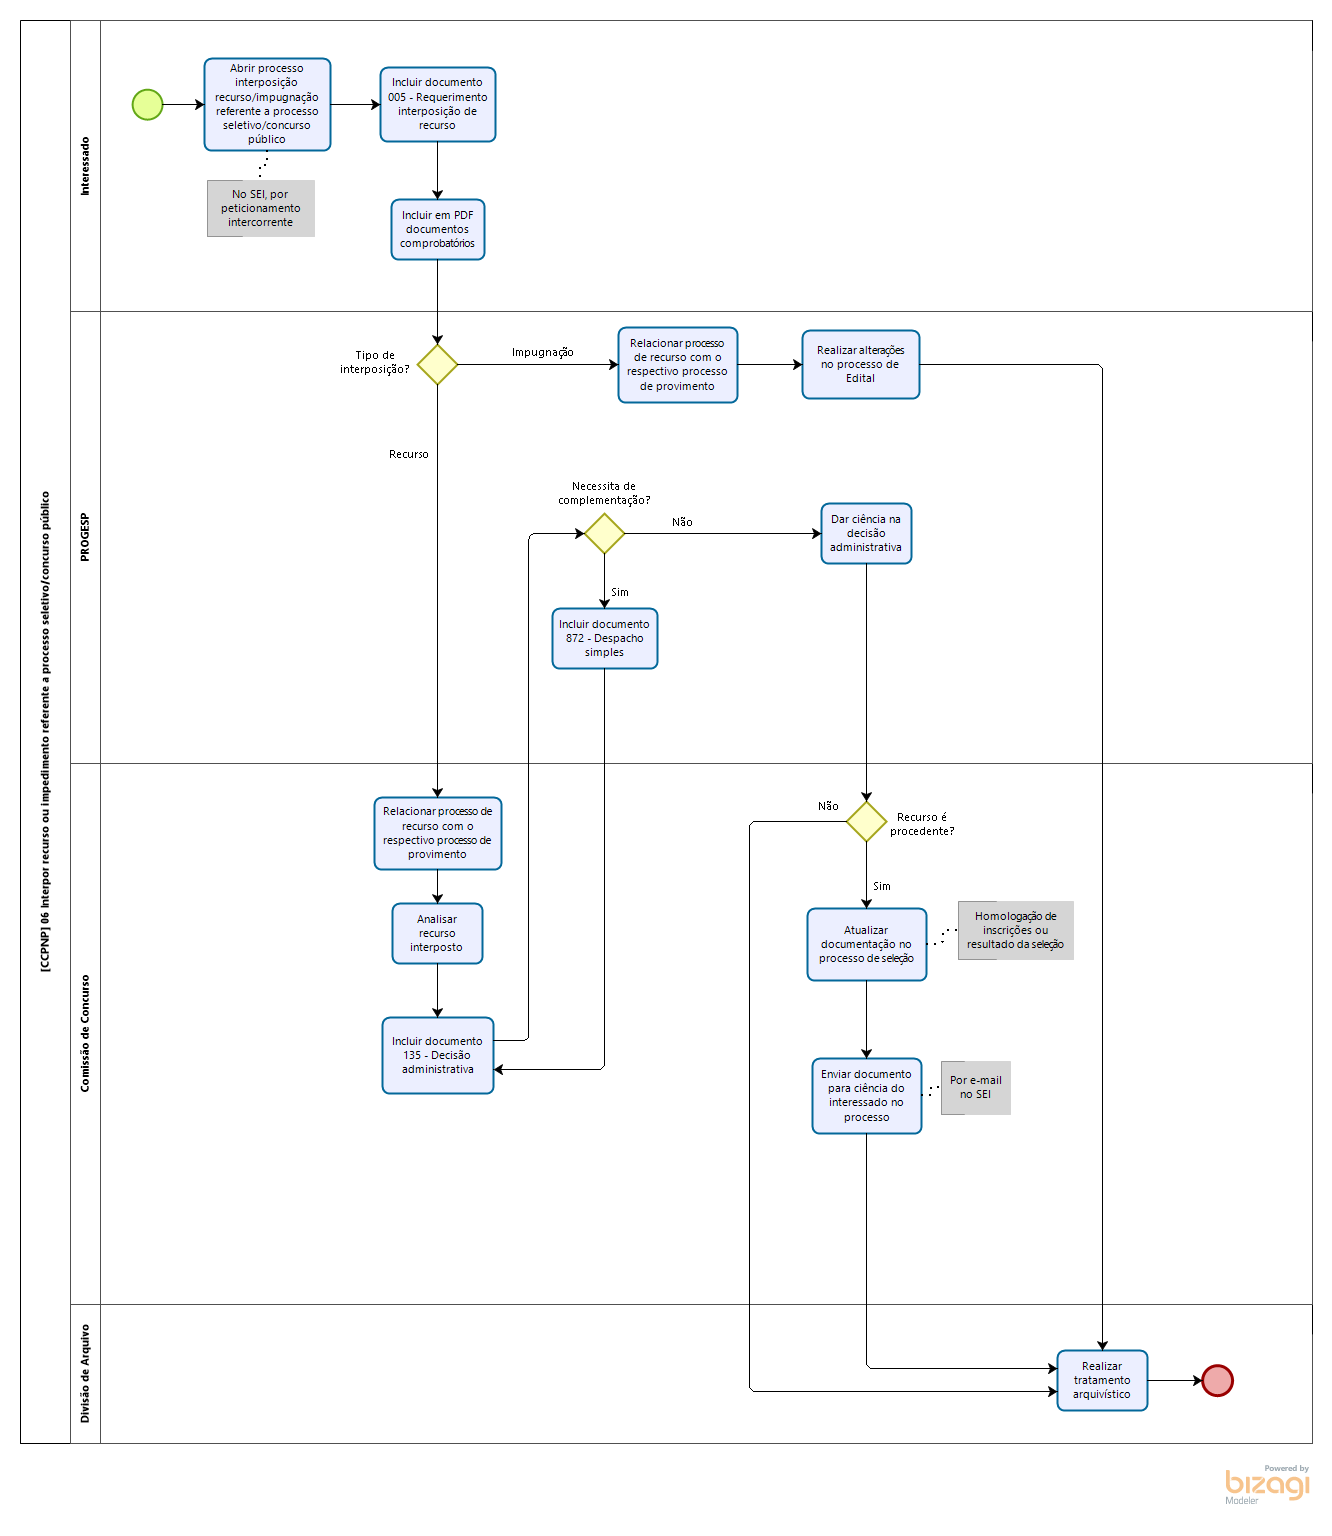 [CCPNP] 06 Interpor recurso ou impedimento referente a processo seletivo/concurso público
Interessado
Abrir processo
interposição
recurso/impugnação
referente a processo
seletivo/concurso
público
Incluir documento
005 - Requerimento
interposição de
recurso
No SEI, por
peticionamento
intercorrente
Incluir em PDF
documentos
comprobatórios
PROGESP
Tipo de
interposição?
Impugnação
Relacionar processo
de recurso com o
respectivo processo
de provimento
Realizar alterações
no processo de
Edital
Recurso
Necessita de
complementação?
Não
Dar ciência na
decisão
administrativa
Sim
Incluir documento
872 - Despacho
simples
Comissão de Concurso
Relacionar processo de
recurso com o
respectivo processo de
provimento
Não
Recurso é
procedente?
Sim
Analisar
recurso
interposto
Atualizar
documentação no
processo de seleção
Homologação de
inscrições ou
resultado da seleção
Incluir documento
135 - Decisão
administrativa
Enviar documento
para ciência do
interessado no
processo
Por e-mail
no SEI
Divisão de Arquivo
Realizar
tratamento
arquivístico
Powered by
bizagi
Modeler